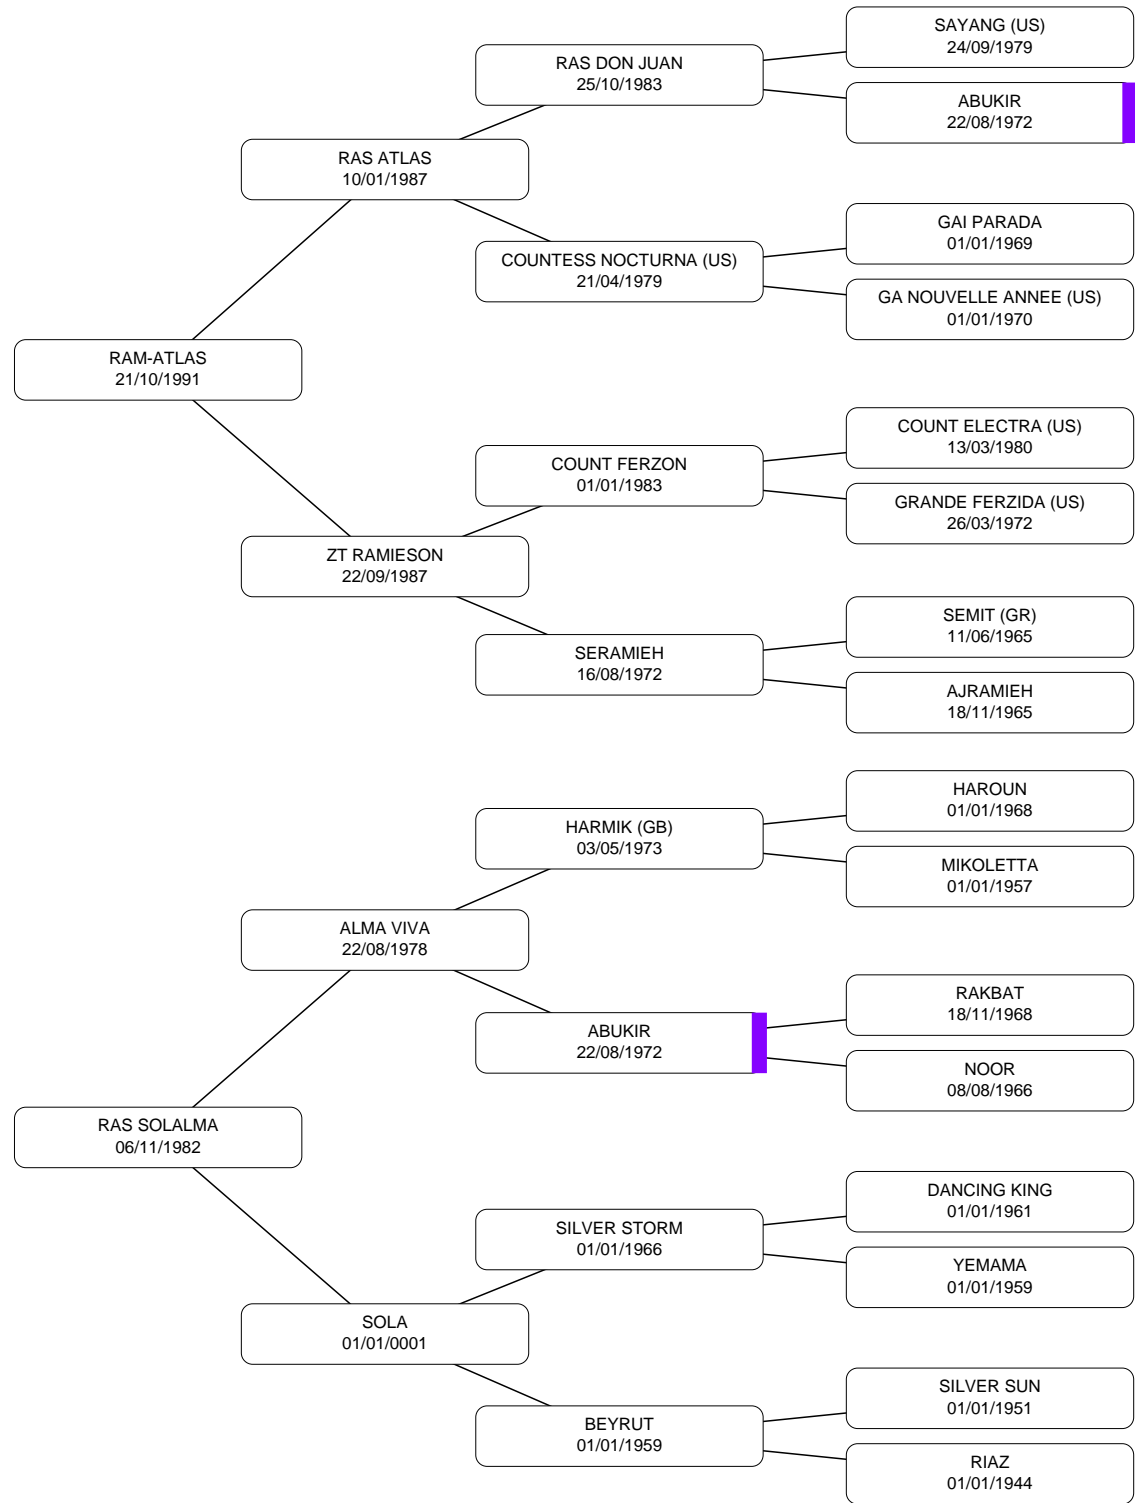 SAYANG (US)
24/09/1979
RAS DON JUAN
25/10/1983
ABUKIR
22/08/1972
RAS ATLAS
10/01/1987
GAI PARADA
01/01/1969
COUNTESS NOCTURNA (US)
21/04/1979
GA NOUVELLE ANNEE (US)
01/01/1970
RAM-ATLAS
21/10/1991
COUNT ELECTRA (US)
13/03/1980
COUNT FERZON
01/01/1983
GRANDE FERZIDA (US)
26/03/1972
ZT RAMIESON
22/09/1987
SEMIT (GR)
11/06/1965
SERAMIEH
16/08/1972
AJRAMIEH
18/11/1965
HAROUN
01/01/1968
HARMIK (GB)
03/05/1973
MIKOLETTA
01/01/1957
ALMA VIVA
22/08/1978
RAKBAT
18/11/1968
ABUKIR
22/08/1972
NOOR
08/08/1966
RAS SOLALMA
06/11/1982
DANCING KING
01/01/1961
SILVER STORM
01/01/1966
YEMAMA
01/01/1959
SOLA
01/01/0001
SILVER SUN
01/01/1951
BEYRUT
01/01/1959
RIAZ
01/01/1944